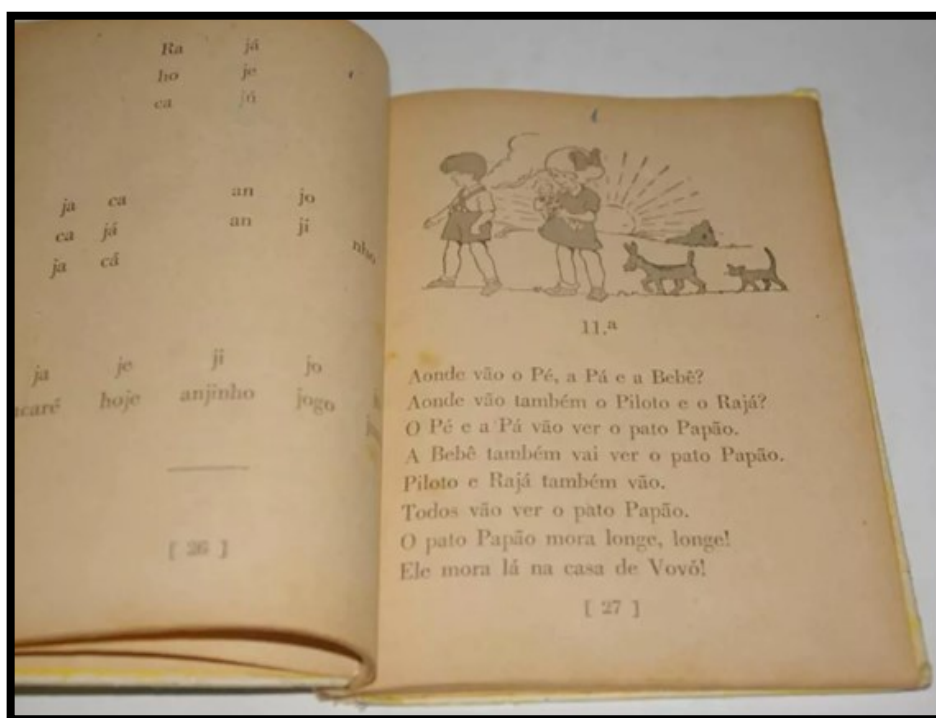 Ra já
ho je
ca já
ja ca an jo
ca já an ji nho
ja cá
ja je ji jo
hoje anjinho jogo
[ 26 ]
11.ª
Aonde vão o Pé, a Pá e a Bebê?
Aonde vão também o Piloto e o Rajá?
O Pé e a Pá vão ver o pato Papão.
A Bebê também vai ver o pato Papão.
Piloto e Rajá também vão.
Todos vão ver o pato Papão.
O pato Papão mora longe, longe!
Ele mora lá na casa de Vovó!
[ 27 ]